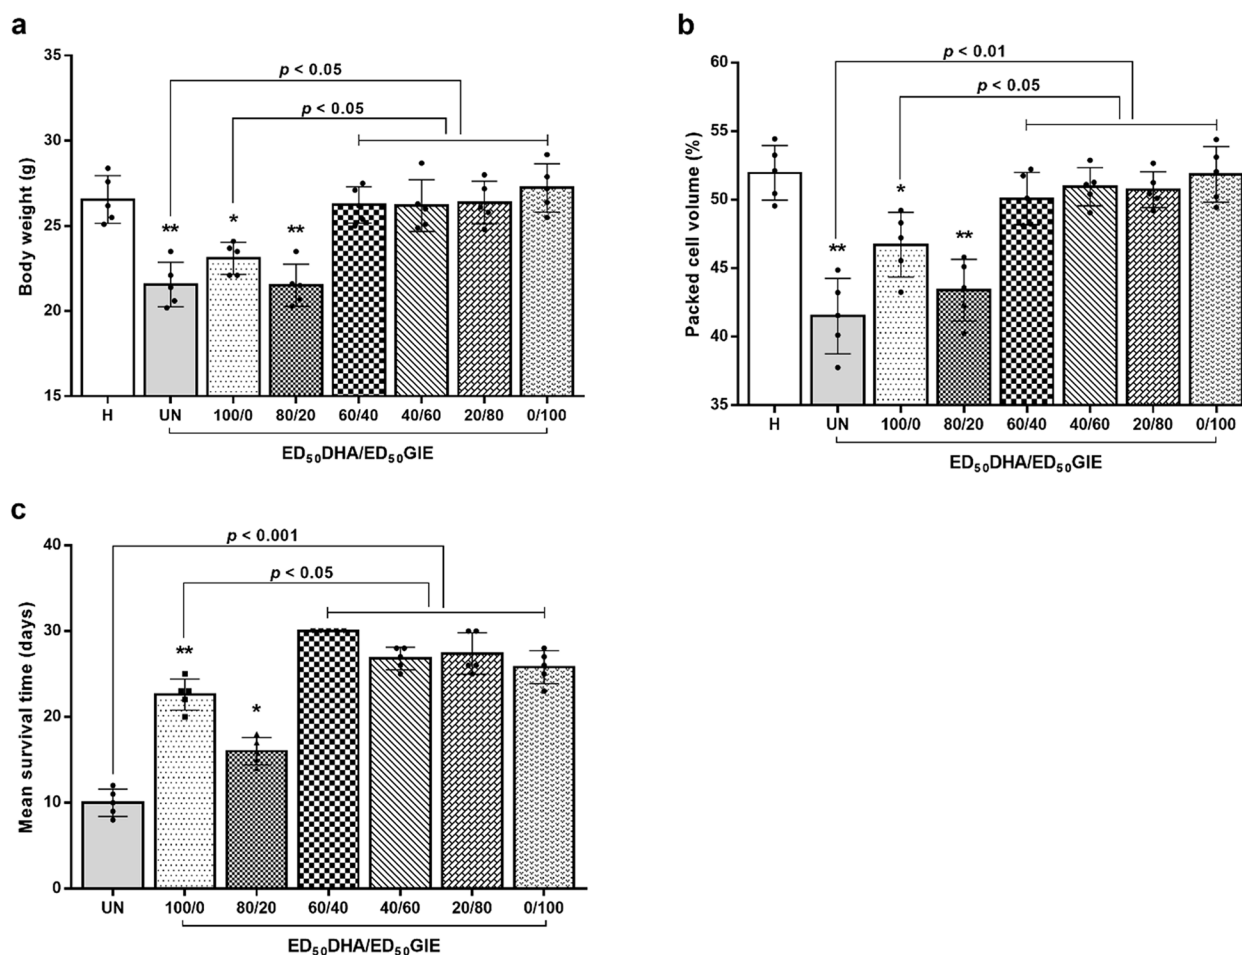 a
p < 0.05
p < 0.05
Body weight (g)
35
30
25
20
15
** * **
H UN 100/0 80/20 60/40 40/60 20/80 0/100
ED₅₀DHA/ED₅₀GIE
b
p < 0.01
p < 0.05
Packed cell volume (%)
60
55
50
45
40
35
** * **
H UN 100/0 80/20 60/40 40/60 20/80 0/100
ED₅₀DHA/ED₅₀GIE
c
p < 0.001
p < 0.05
Mean survival time (days)
40
30
20
10
0
** *
UN 100/0 80/20 60/40 40/60 20/80 0/100
ED₅₀DHA/ED₅₀GIE